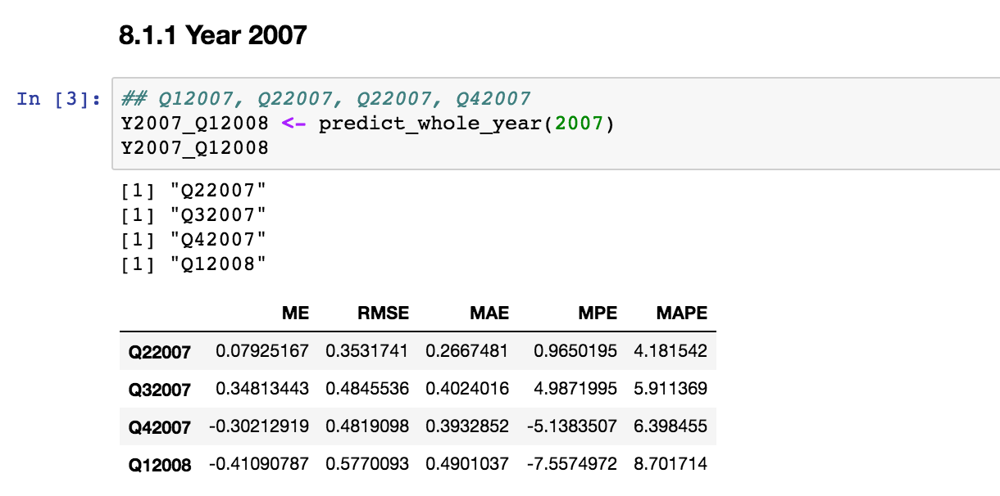 8.1.1 Year 2007
In [3]: ## Q12007, Q22007, Q22007, Q42007
Y2007_Q12008 <- predict_whole_year(2007)
Y2007_Q12008
[1] "Q22007"
[1] "Q32007"
[1] "Q42007"
[1] "Q12008"
ME RMSE MAE MPE MAPE
Q22007 0.07925167 0.3531741 0.2667481 0.9650195 4.181542
Q32007 0.34813443 0.4845536 0.4024016 4.9871995 5.911369
Q42007 -0.30212919 0.4819098 0.3932852 -5.1383507 6.398455
Q12008 -0.41090787 0.5770093 0.4901037 -7.5574972 8.701714